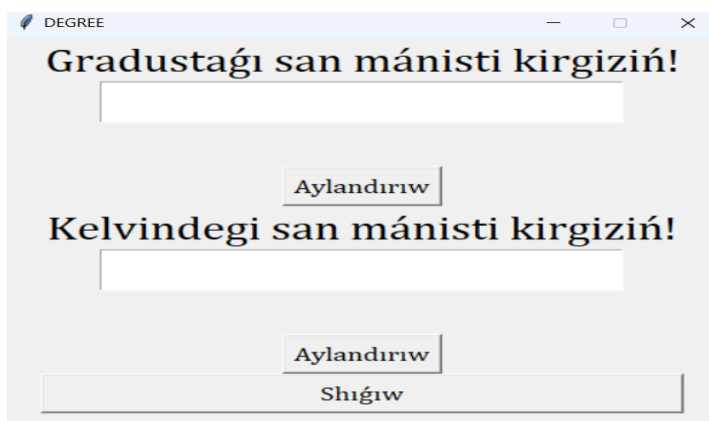 DEGREE
Gradustaǵı san mánisti kirgiziń!
Aylandırıw
Kelvindegi san mánisti kirgiziń!
Aylandırıw
Shıǵıw